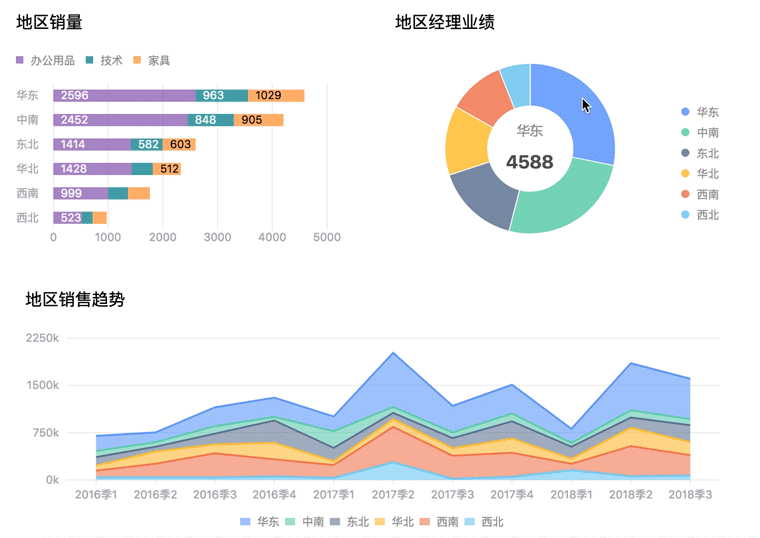 地区销量
办公用品 技术 家具
华东 2596 963 1029
中南 2452 848 905
东北 1414 582 603
华北 1428 512
西南 999
西北 523
0 1000 2000 3000 4000 5000
地区经理业绩
华东
4588
华东
中南
东北
华北
西南
西北
地区销售趋势
2250k
1500k
750k
0k
2016季1 2016季2 2016季3 2016季4 2017季1 2017季2 2017季3 2017季4 2018季1 2018季2 2018季3
华东 中南 东北 华北 西南 西北